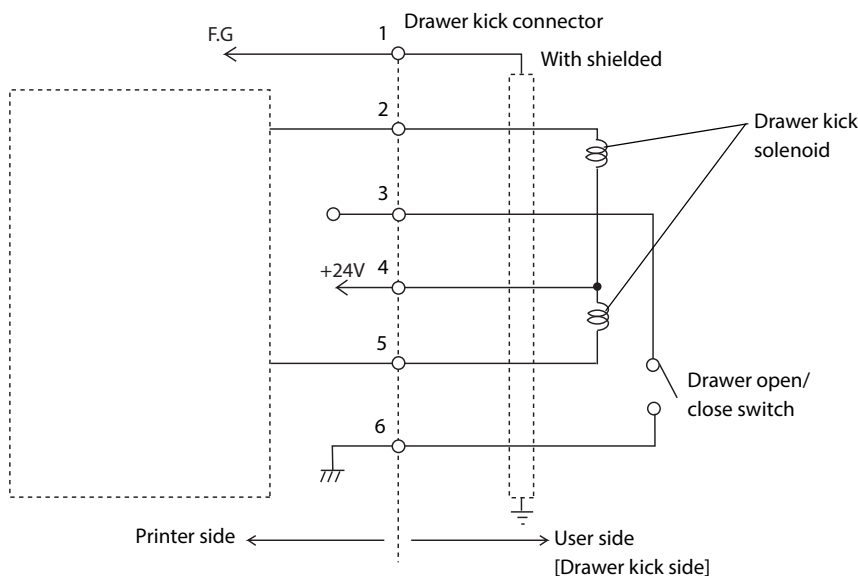 Drawer kick connector
F.G
1
With shielded
2
Drawer kick
solenoid
3
+24V
4
5
Drawer open/
close switch
6
Printer side
User side
[Drawer kick side]